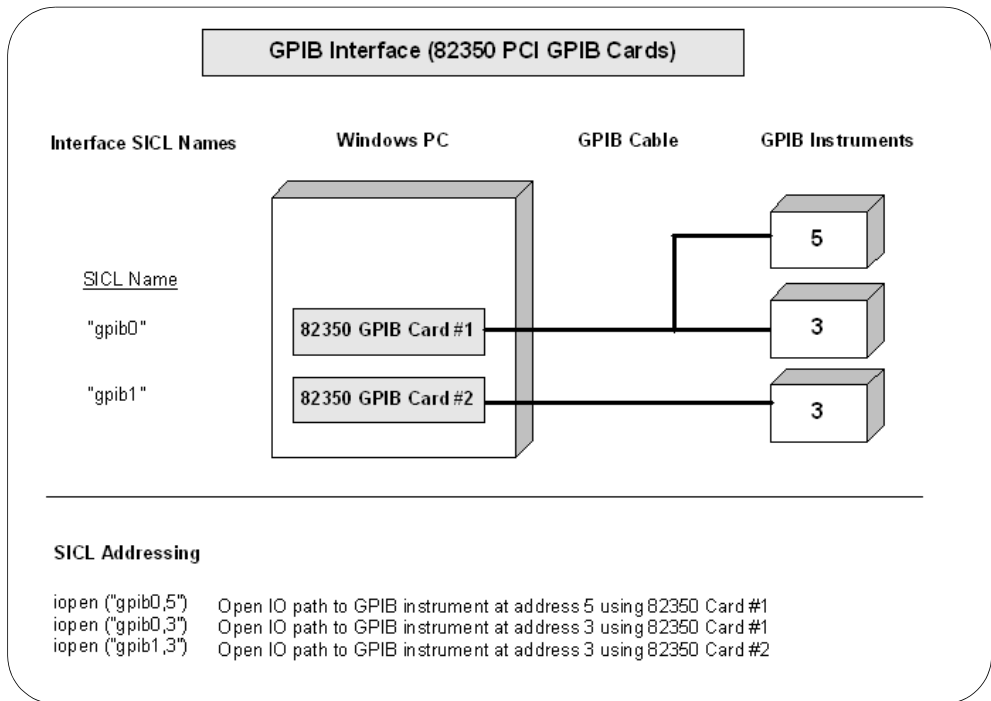 GPIB Interface (82350 PCI GPIB Cards)
Interface SICL Names
Windows PC
GPIB Cable
GPIB Instruments
5
SICL Name
"gpib0"
82350 GPIB Card #1
3
"gpib1"
82350 GPIB Card #2
3
SICL Addressing
iopen ("gpib0,5") Open IO path to GPIB instrument at address 5 using 82350 Card #1
iopen ("gpib0,3") Open IO path to GPIB instrument at address 3 using 82350 Card #1
iopen ("gpib1,3") Open IO path to GPIB instrument at address 3 using 82350 Card #2